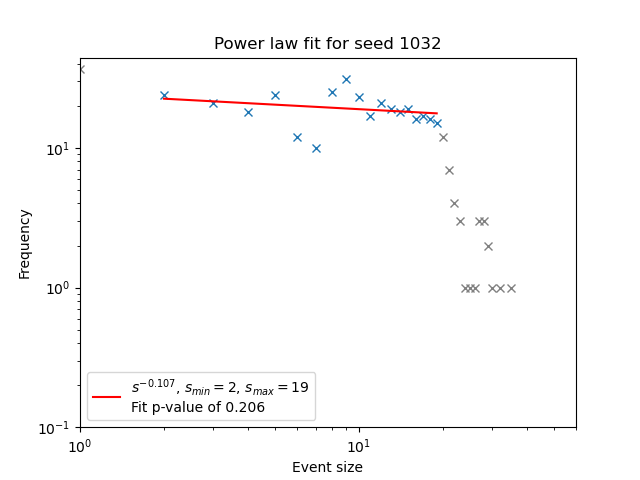 Power law fit for seed 1032
Frequency
10^1
10^0
10^-1
s^-0.107, s_min = 2, s_max = 19
Fit p-value of 0.206
10^0
10^1
Event size